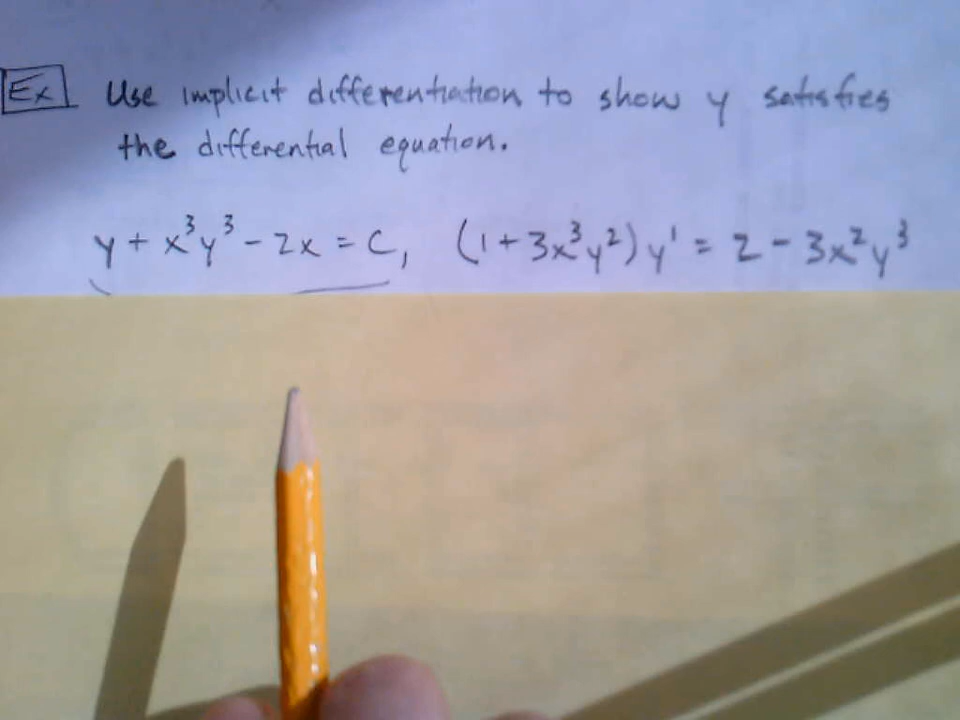 Ex Use implicit differentiation to show y satisfies
the differential equation.
y + x³y³ - 2x = C, (1 + 3x³y²)y' = 2 - 3x²y³